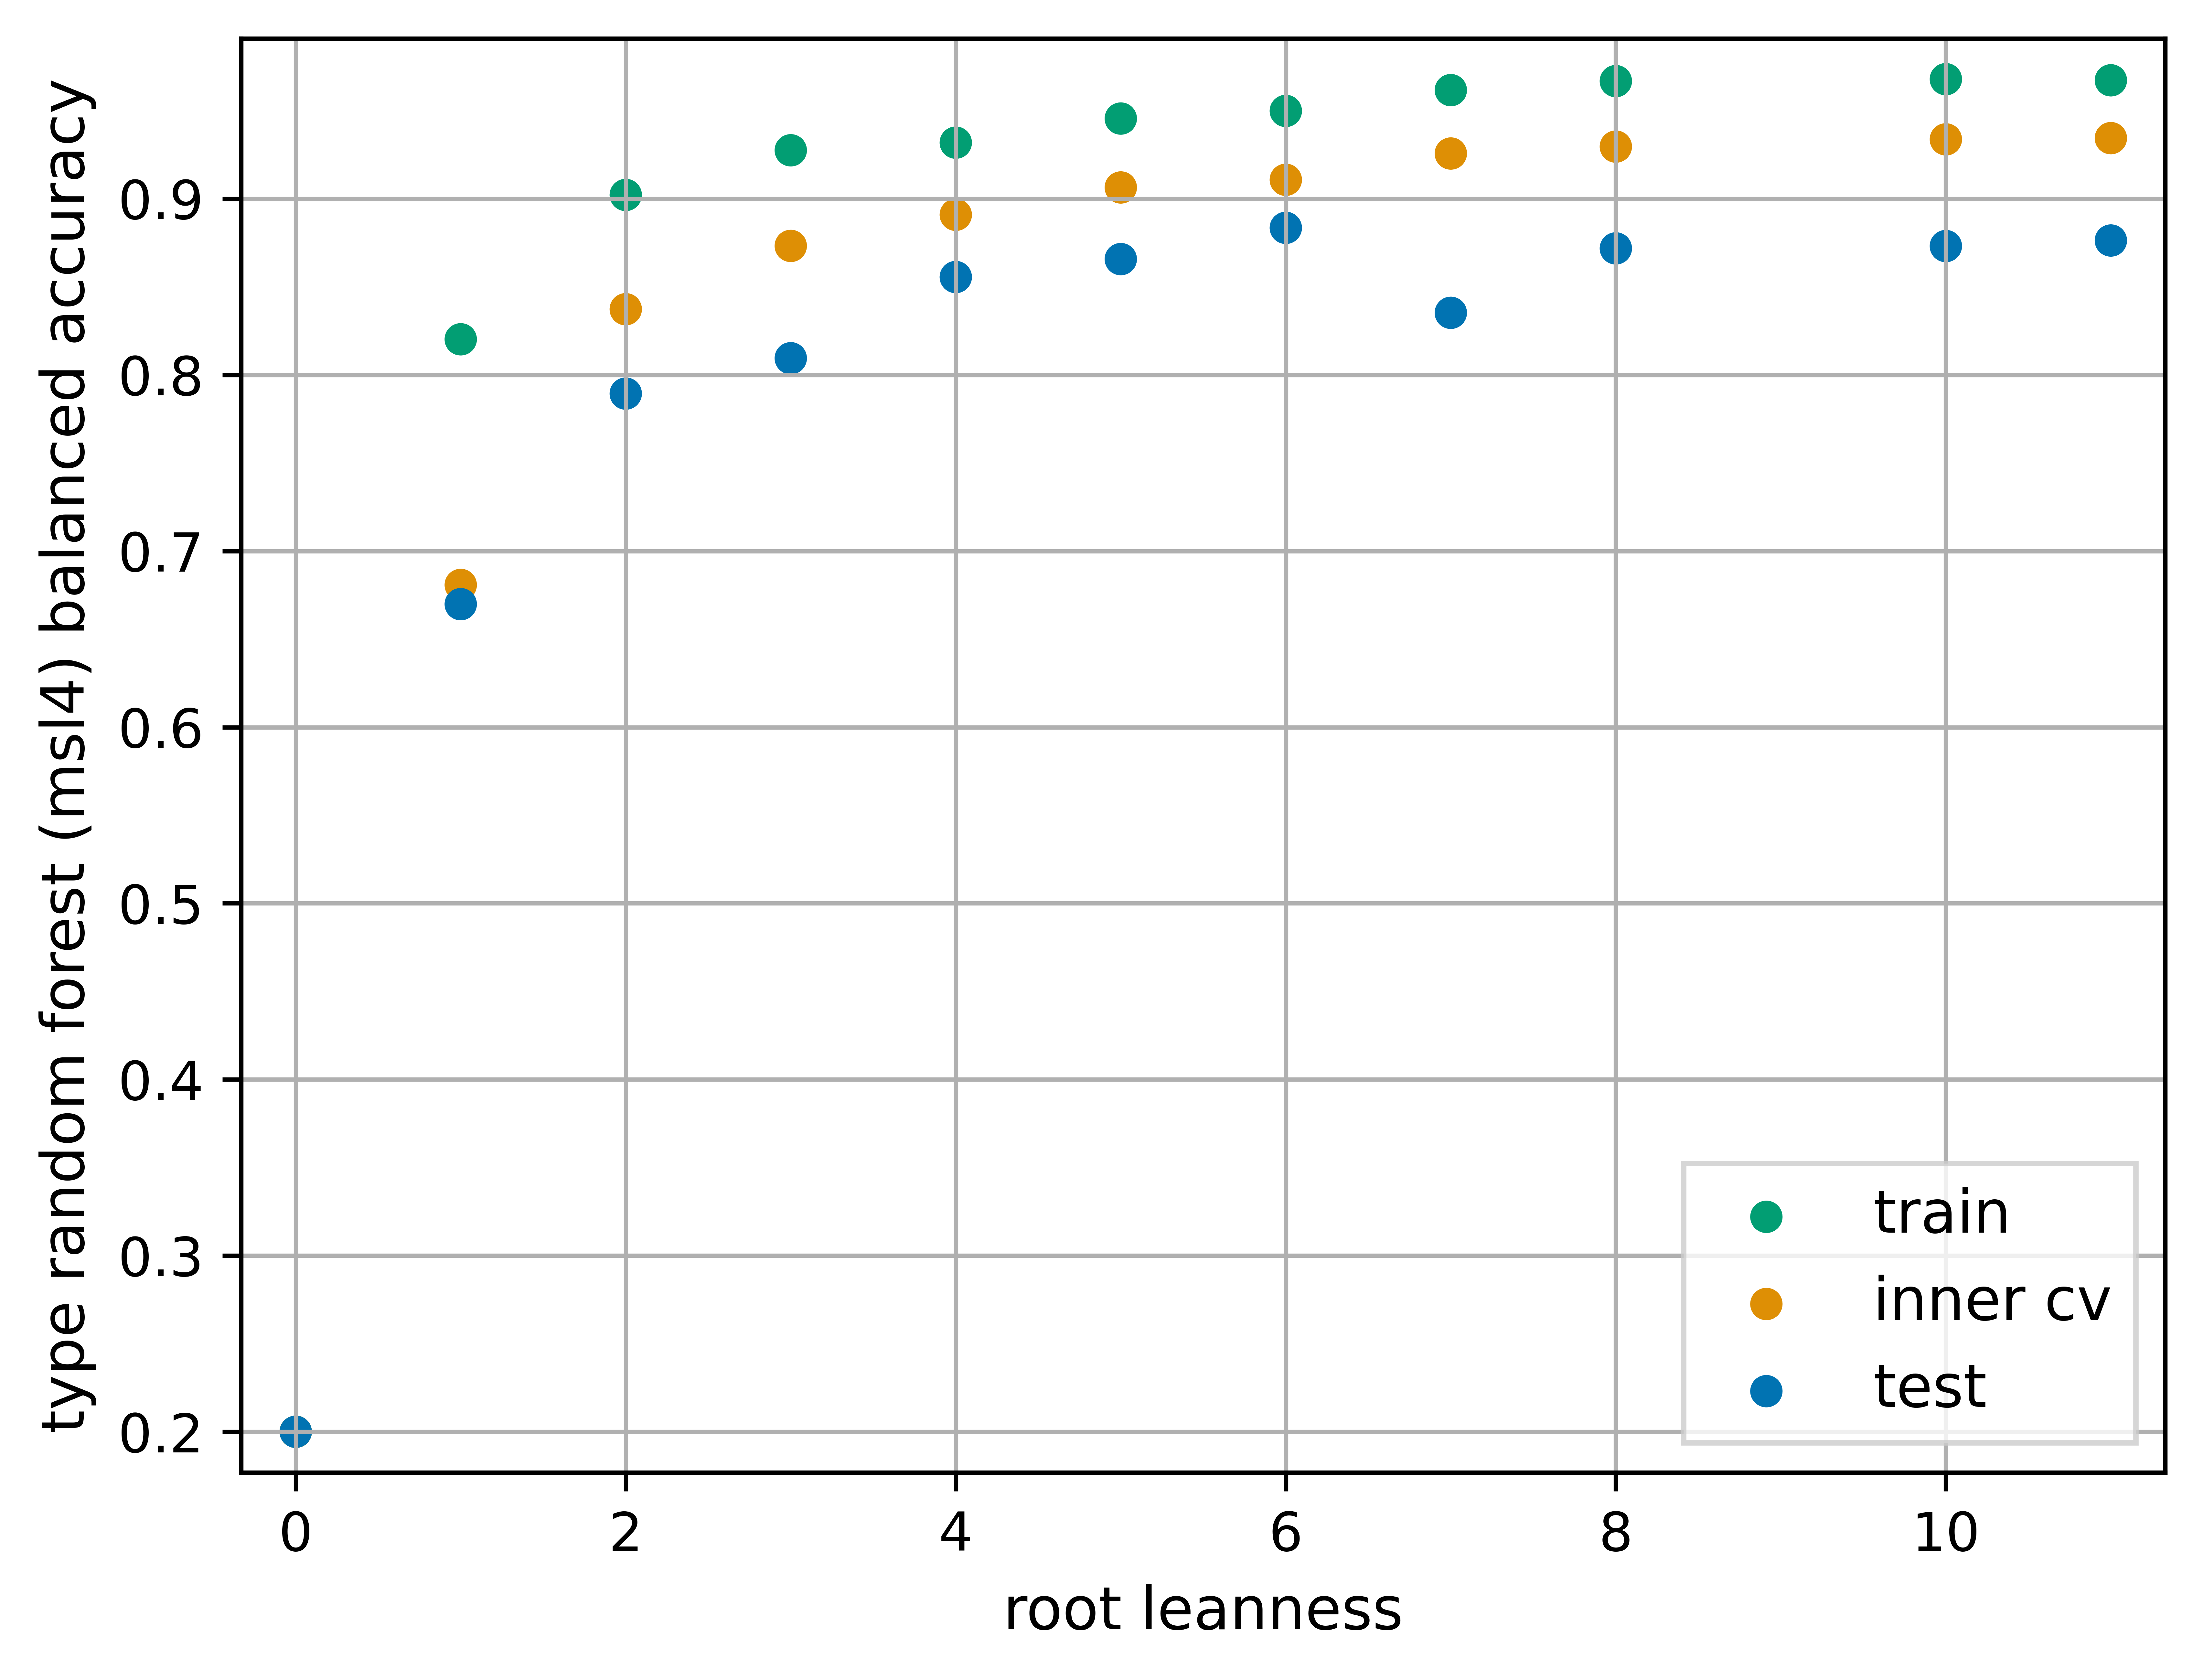 type random forest (msl4) balanced accuracy
0.9
0.8
0.7
0.6
0.5
0.4
0.3
0.2
train
inner cv
test
0 2 4 6 8 10
root leanness